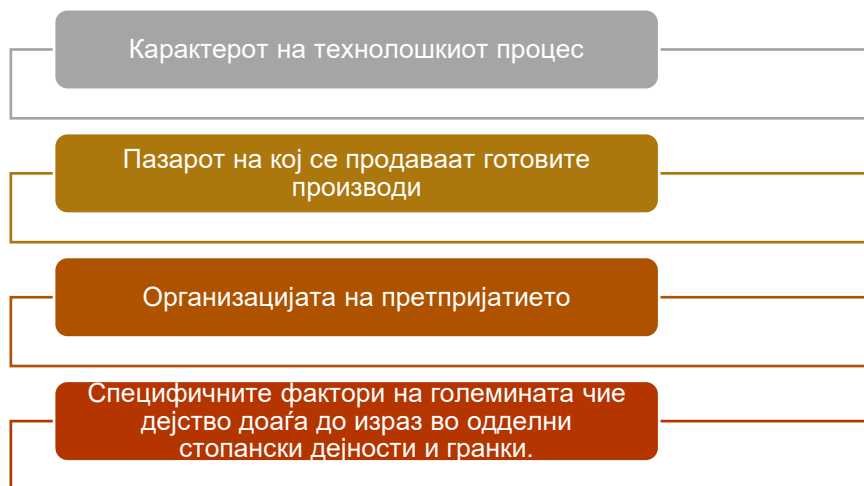 Карактерот на технолошкиот процес
Пазарот на кој се продаваат готовите
производи
Организацијата на претпријатието
Специфичните фактори на големината чие
дејство доаѓа до израз во одделни
стопански дејности и гранки.